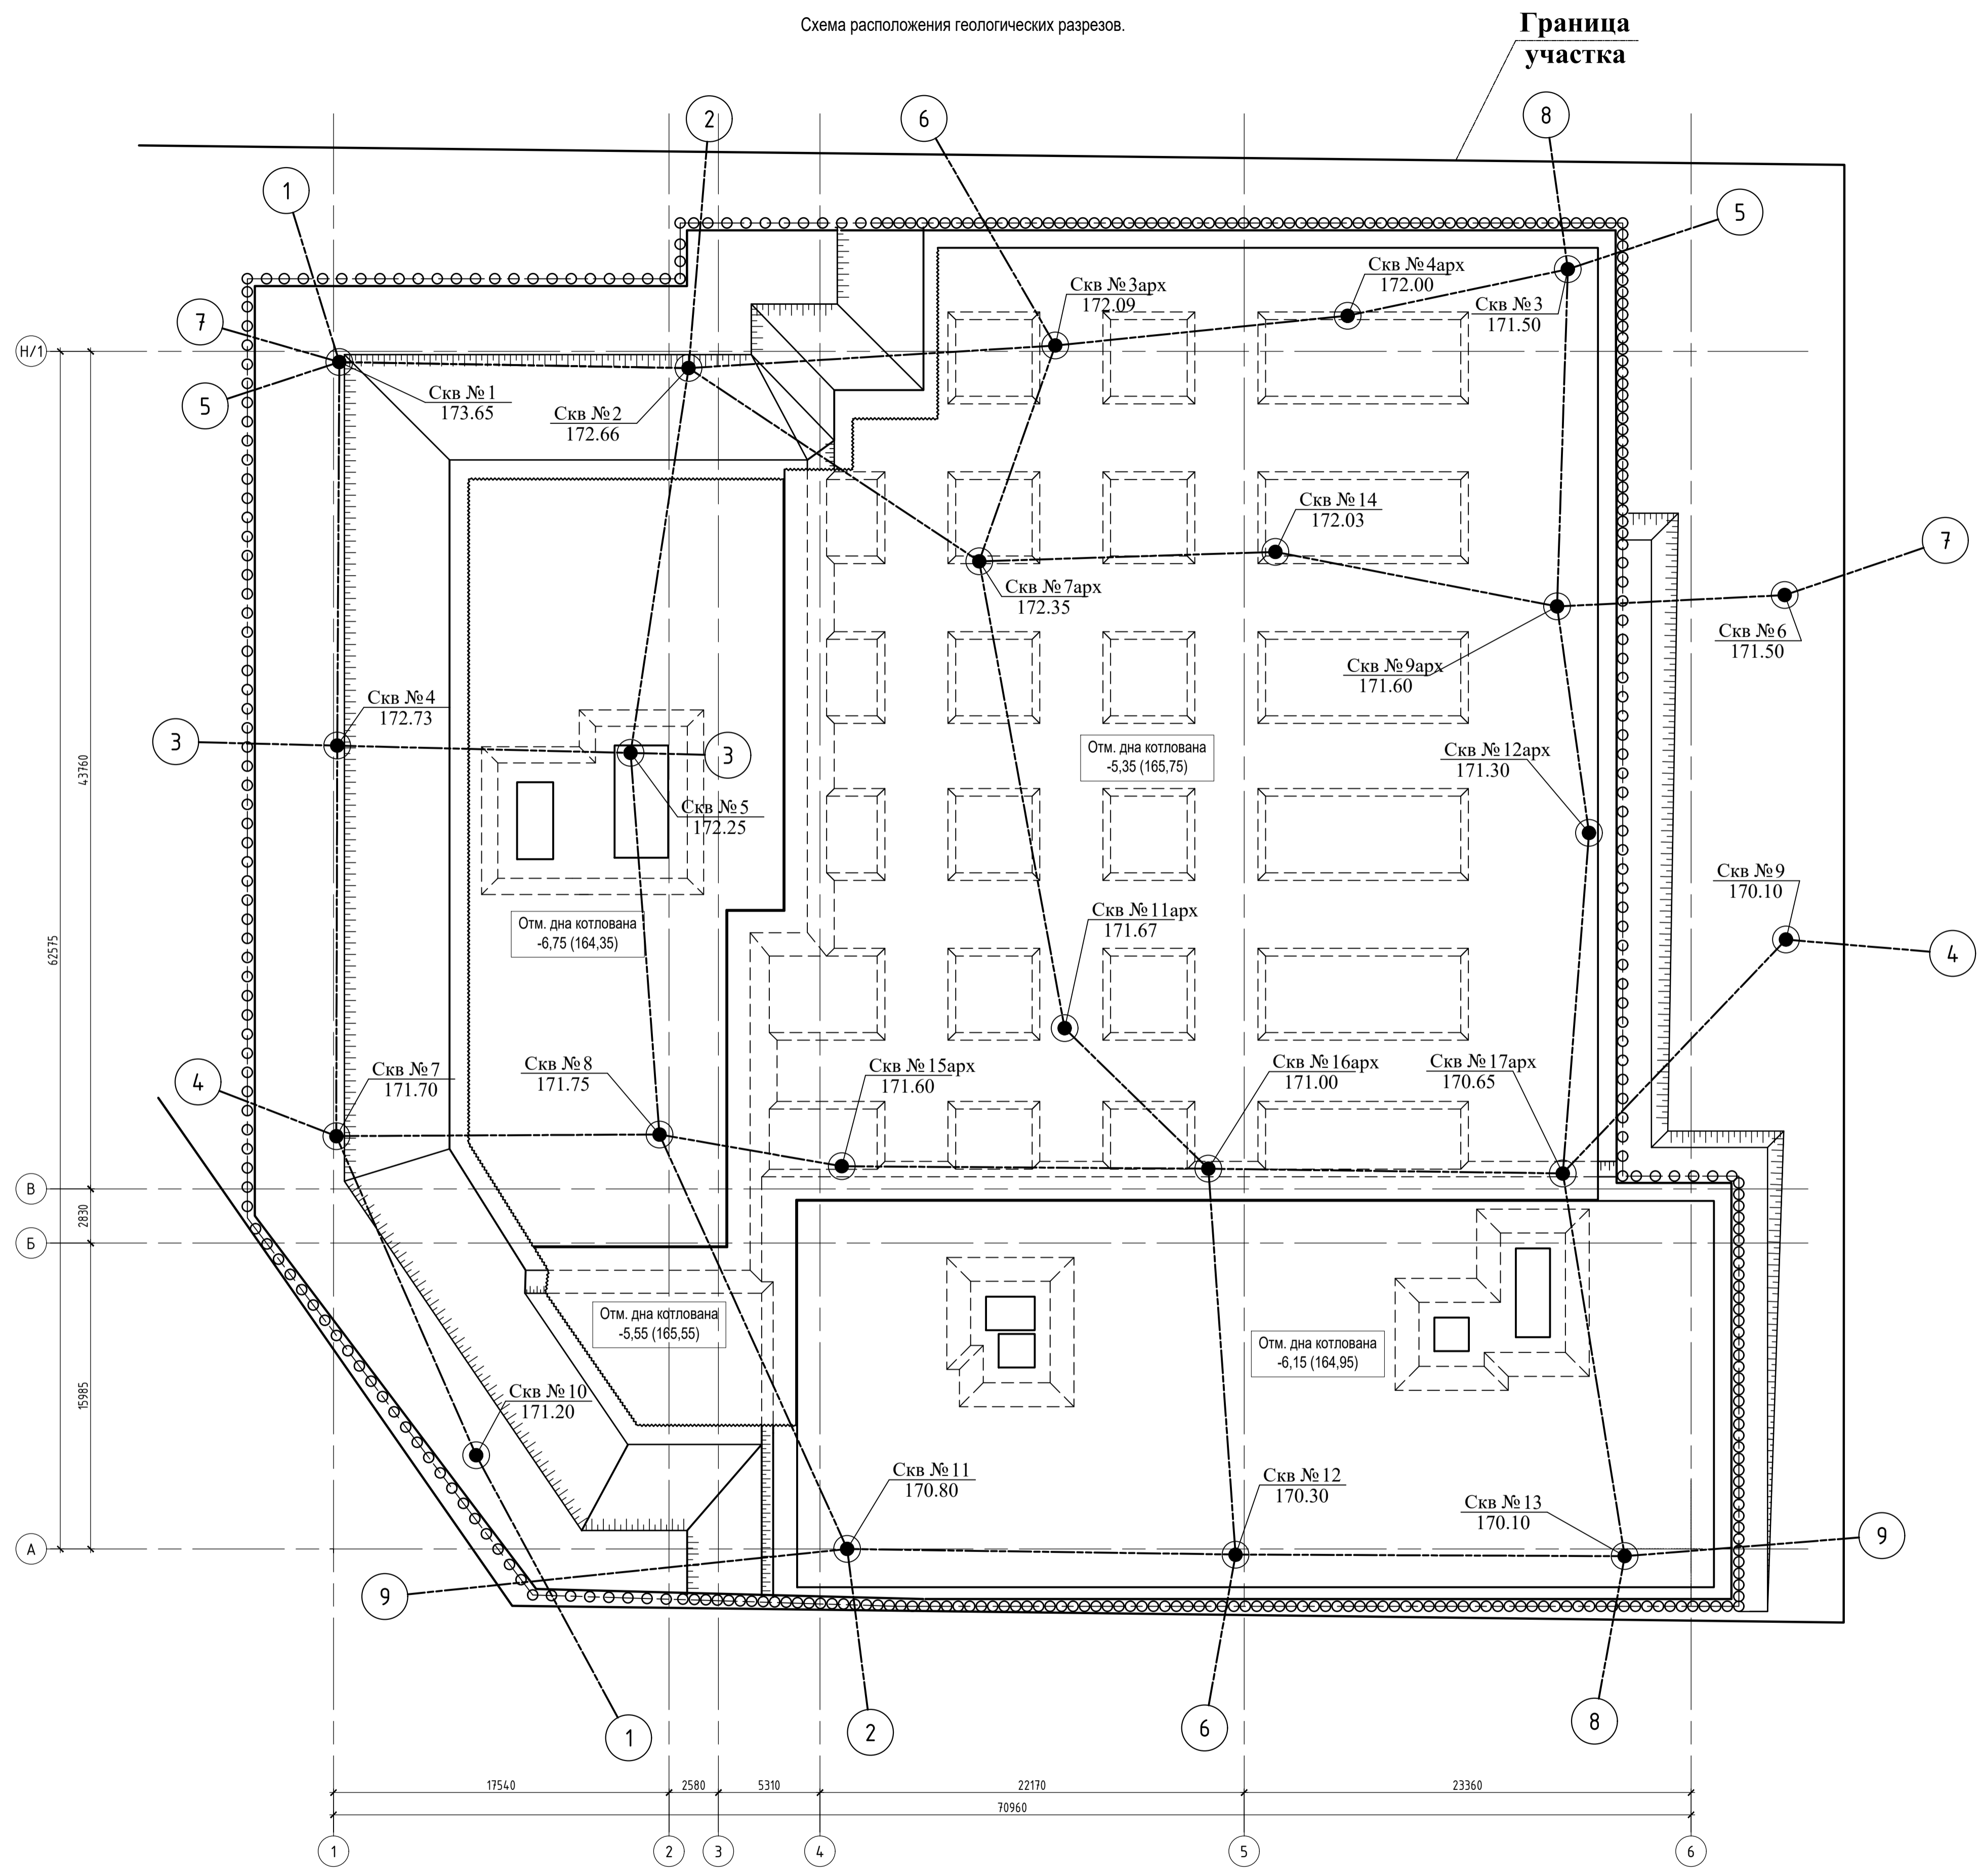 Схема расположения геологических разрезов.
Граница
участка
2
6
8
1
5
7
5
Н/1
Скв №4арх
172.00
Скв №3арх
172.09
Скв №3
171.50
Скв №1
173.65
Скв №2
172.66
Скв №14
172.03
7
Скв №7арх
172.35
Скв №6
171.50
Скв №9арх
171.60
Скв №4
172.73
3
3
Отм. дна котлована
-5,35 (165,75)
Скв №12арх
171.30
43760
Скв №5
172.25
Скв №9
170.10
Скв №11арх
171.67
Отм. дна котлована
-6,75 (164,35)
62575
4
4
Скв №7
171.70
Скв №8
171.75
Скв №15арх
171.60
Скв №16арх
171.00
Скв №17арх
170.65
В
2830
Б
Отм. дна котлована
-5,55 (165,55)
Отм. дна котлована
-6,15 (164,95)
15985
Скв №10
171.20
Скв №11
170.80
Скв №12
170.30
Скв №13
170.10
А
9
9
1
2
6
8
17540
2580
5310
22170
23360
70960
1
2
3
4
5
6